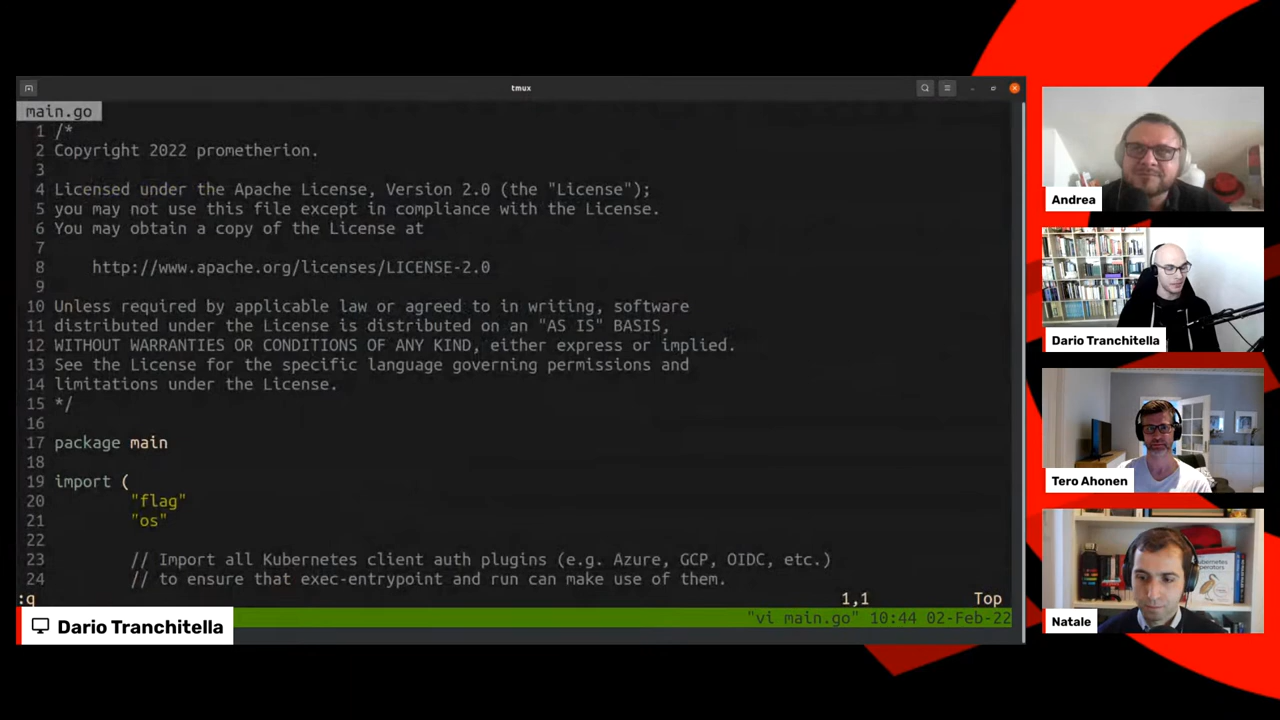 tmux
main.go
1 /*
2 Copyright 2022 prometherion.
3
4 Licensed under the Apache License, Version 2.0 (the "License");
5 you may not use this file except in compliance with the License.
6 You may obtain a copy of the License at
7
8 http://www.apache.org/licenses/LICENSE-2.0
9
10 Unless required by applicable law or agreed to in writing, software
11 distributed under the License is distributed on an "AS IS" BASIS,
12 WITHOUT WARRANTIES OR CONDITIONS OF ANY KIND, either express or implied.
13 See the License for the specific language governing permissions and
14 limitations under the License.
15 */
16
17 package main
18
19 import (
20 "flag"
21 "os"
22
23 // Import all Kubernetes client auth plugins (e.g. Azure, GCP, OIDC, etc.)
24 // to ensure that exec-entrypoint and run can make use of them.
:q 1,1 Top
"vi main.go" 10:44 02-Feb-22
Dario Tranchitella
Andrea
Dario Tranchitella
Tero Ahonen
Natale